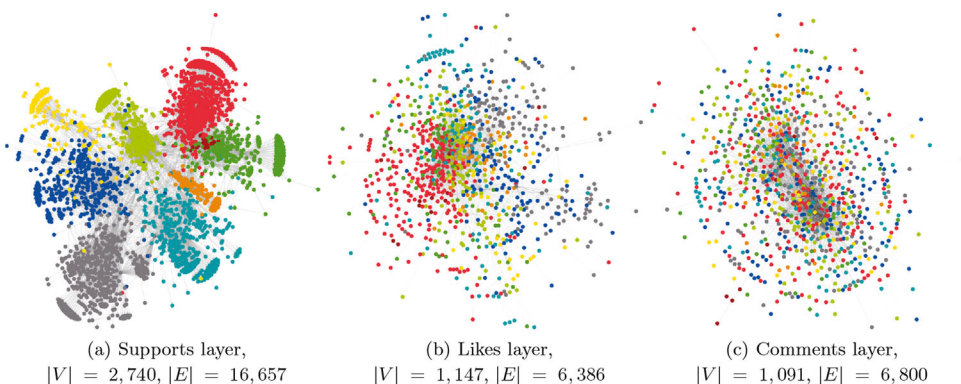 (a) Supports layer,
|V| = 2,740, |E| = 16,657
(b) Likes layer,
|V| = 1,147, |E| = 6,386
(c) Comments layer,
|V| = 1,091, |E| = 6,800